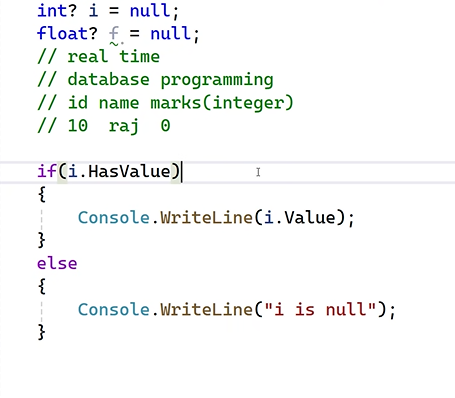 int? i = null;
float? f = null;
// real time
// database programming
// id name marks(integer)
// 10  raj  0
if(i.HasValue)
{
    Console.WriteLine(i.Value);
}
else
{
    Console.WriteLine("i is null");
}